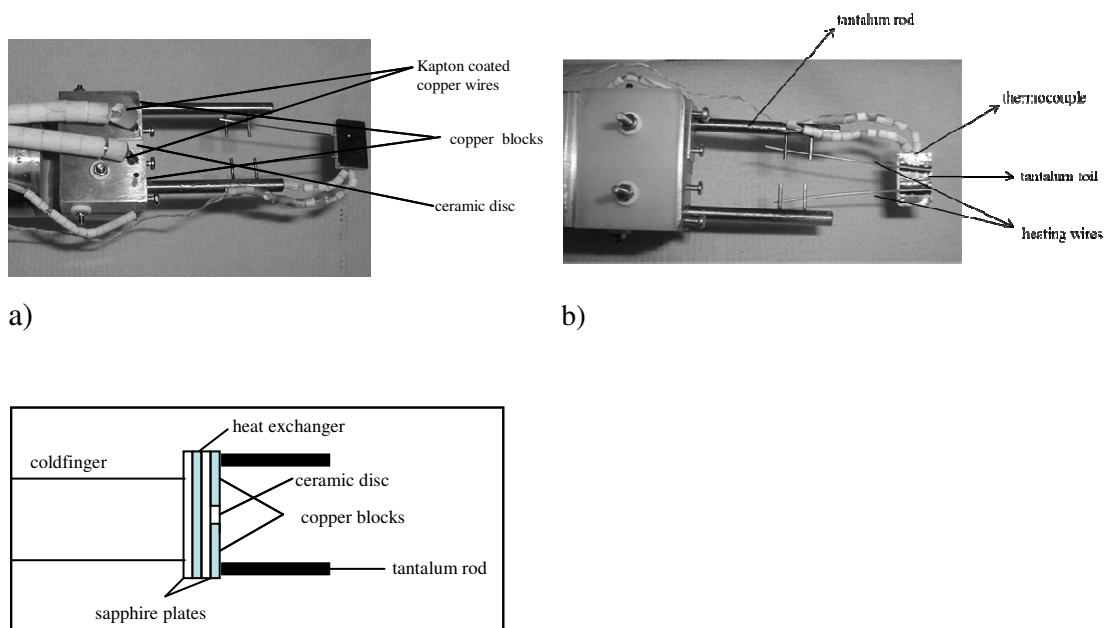 Kapton coated
copper wires
copper blocks
ceramic disc
a)
tantalum rod
thermocouple
tantalum foil
heating wires
b)
heat exchanger
coldfinger
ceramic disc
copper blocks
tantalum rod
sapphire plates